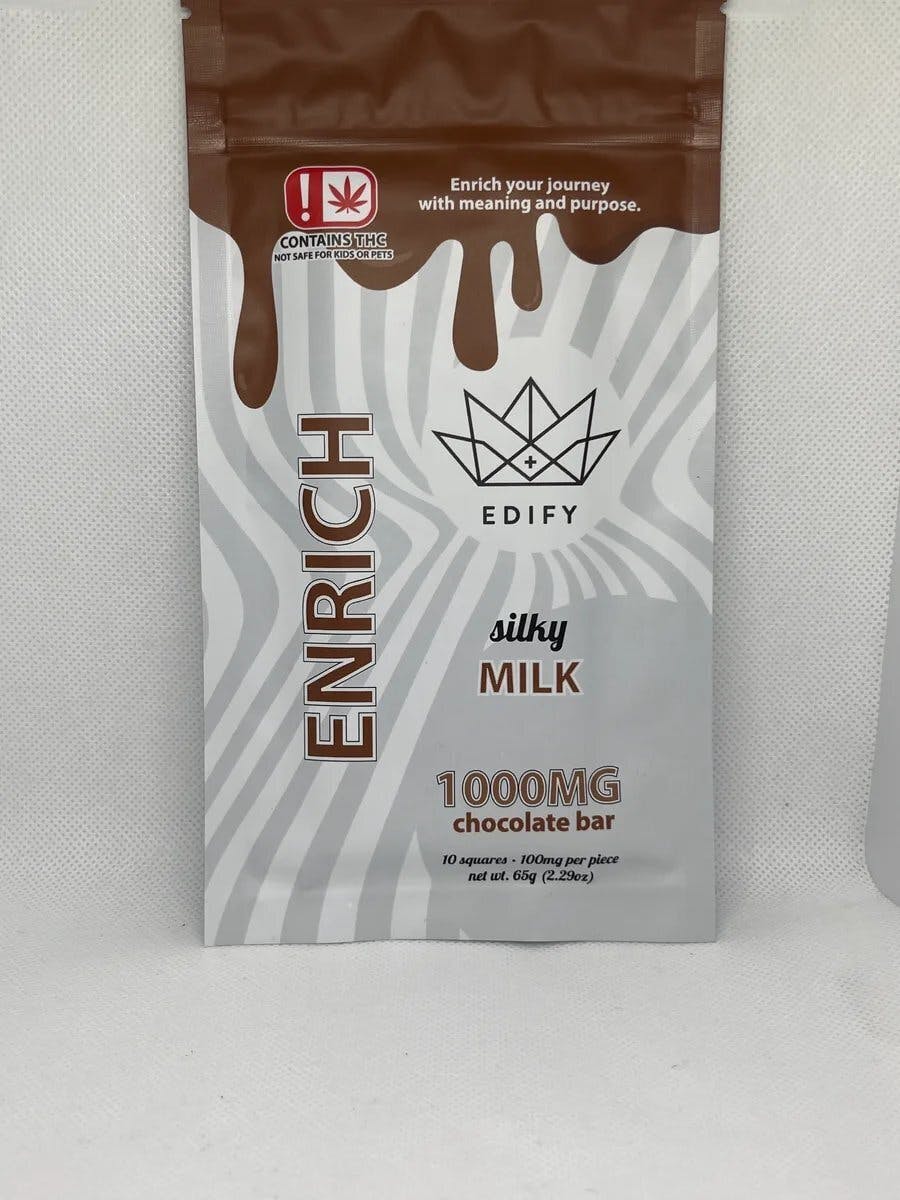 !
CONTAINS THC
NOT SAFE FOR KIDS OR PETS
Enrich your journey
with meaning and purpose.
ENRICH
EDIFY
silky
MILK
1000MG
chocolate bar
10 squares · 100mg per piece
net wt. 65g (2.29oz)